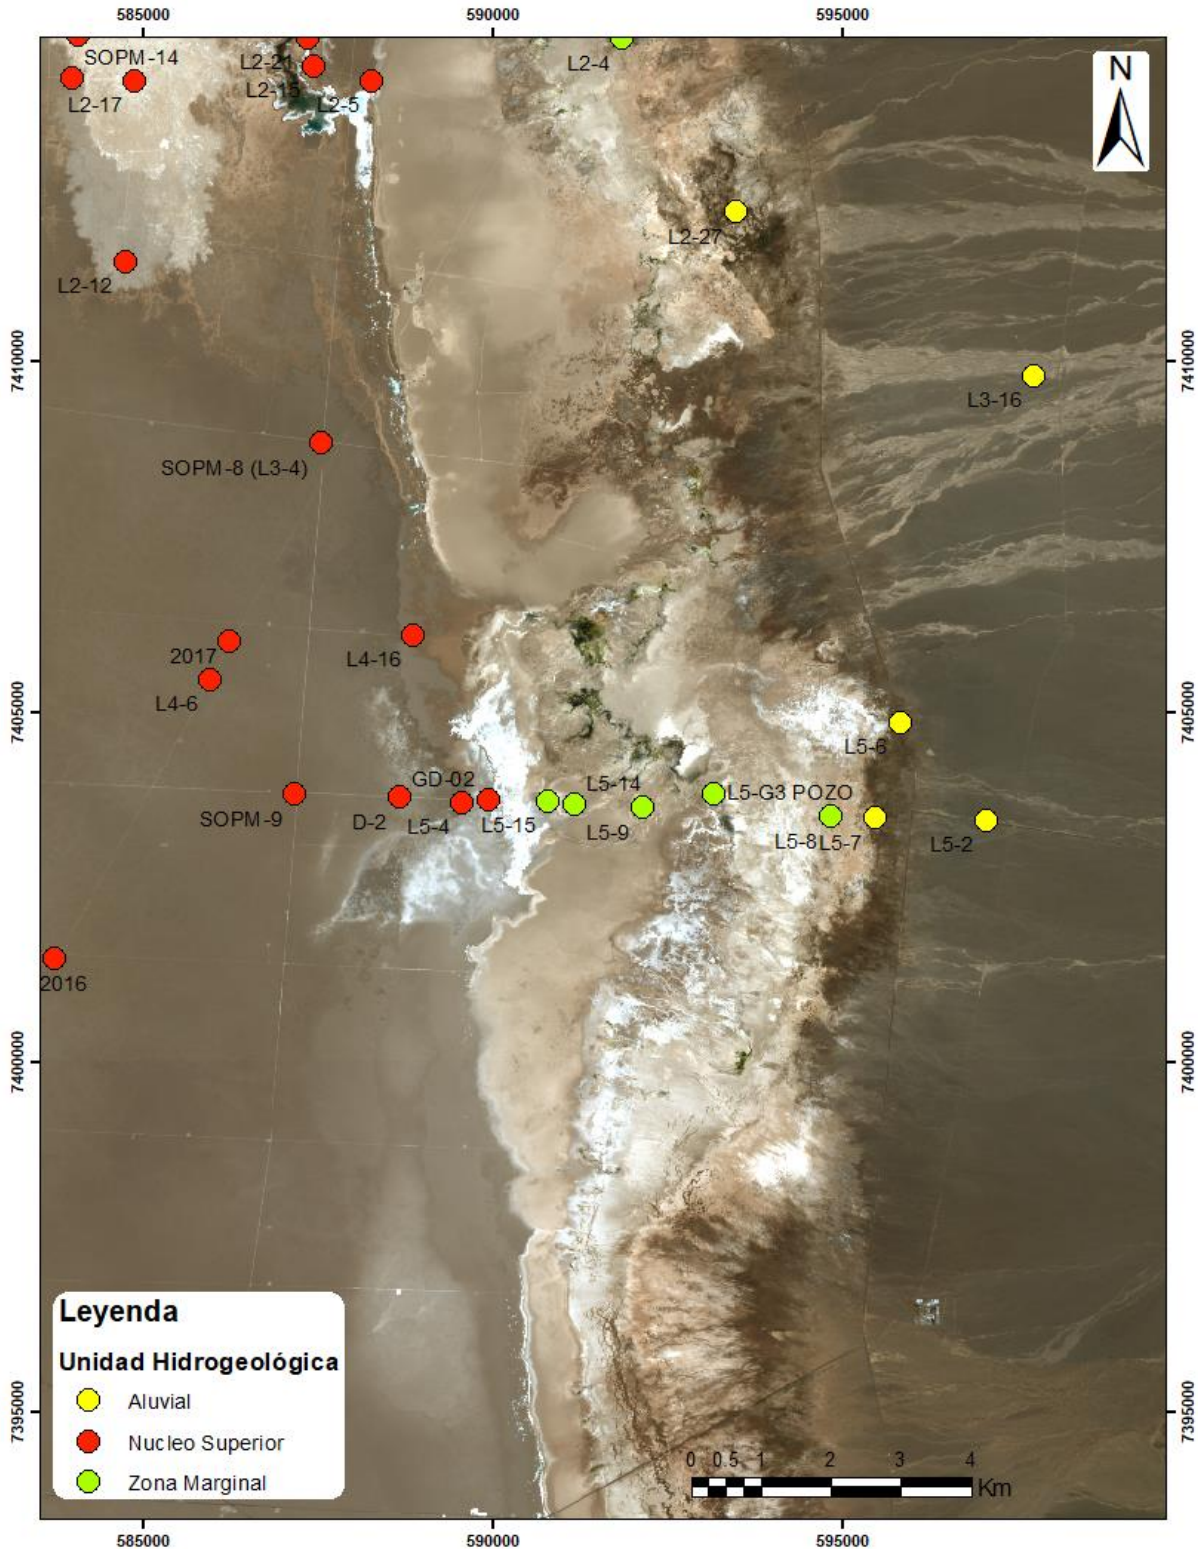 585000
590000
595000
SOPM-14
L2-21
L2-4
N
L2-17
L2-15
L2-5
L2-27
L2-12
7410000
7410000
L3-16
SOPM-8 (L3-4)
2017
L4-16
L4-6
7405000
7405000
L5-6
GD-02
L5-14
L5-G3 POZO
SOPM-9
D-2
L5-4
L5-15
L5-9
L5-8
L5-7
L5-2
2016
7400000
7400000
Leyenda
Unidad Hidrogeológica
Aluvial
Nucleo Superior
Zona Marginal
7395000
7395000
0 0.5 1 2 3 4
Km
585000
590000
595000